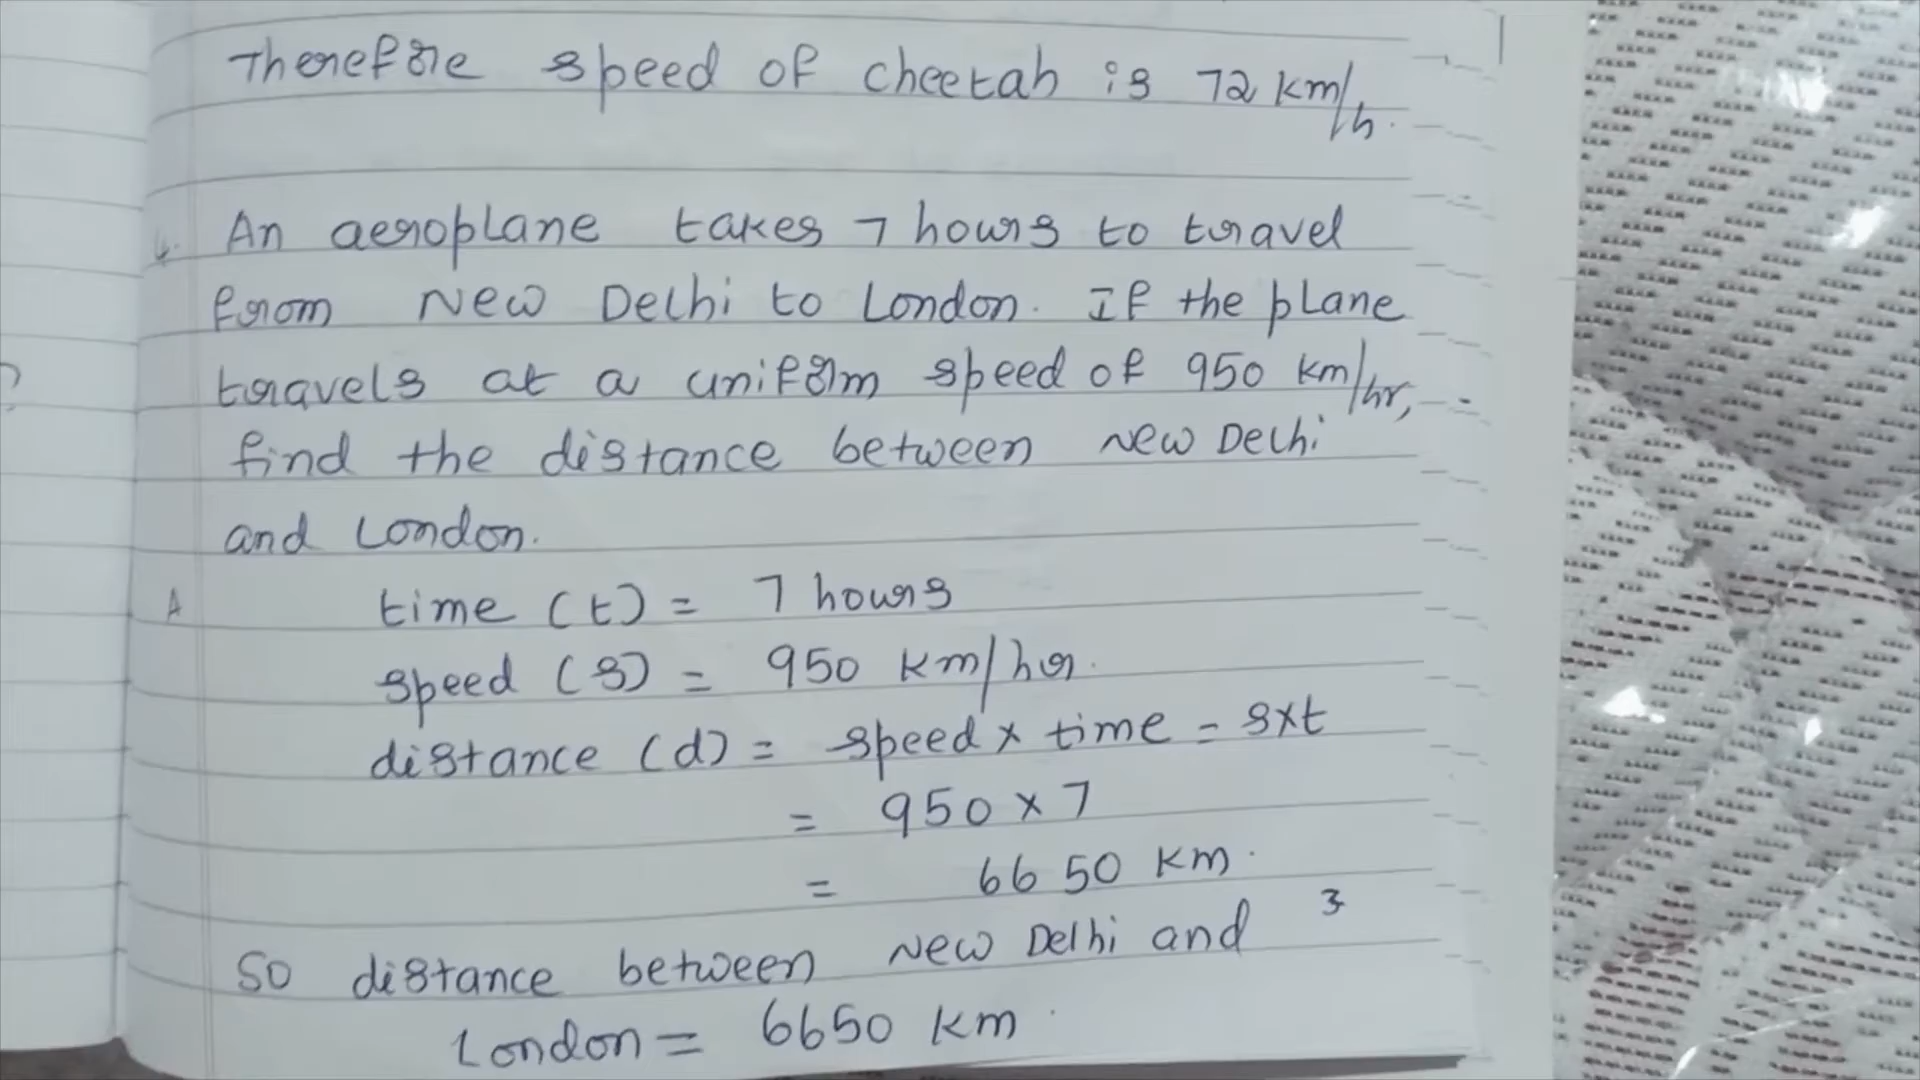 Therefore speed of cheetah is 72 km/h.
4. An aeroplane takes 7 hours to travel
from New Delhi to London. If the plane
travels at a uniform speed of 950 km/hr,
find the distance between New Delhi
and London.
A time (t) = 7 hours
speed (s) = 950 km/hr.
distance (d) = speed x time = sxt
= 950 x 7
= 6650 km.
3
So distance between New Delhi and
London = 6650 km.